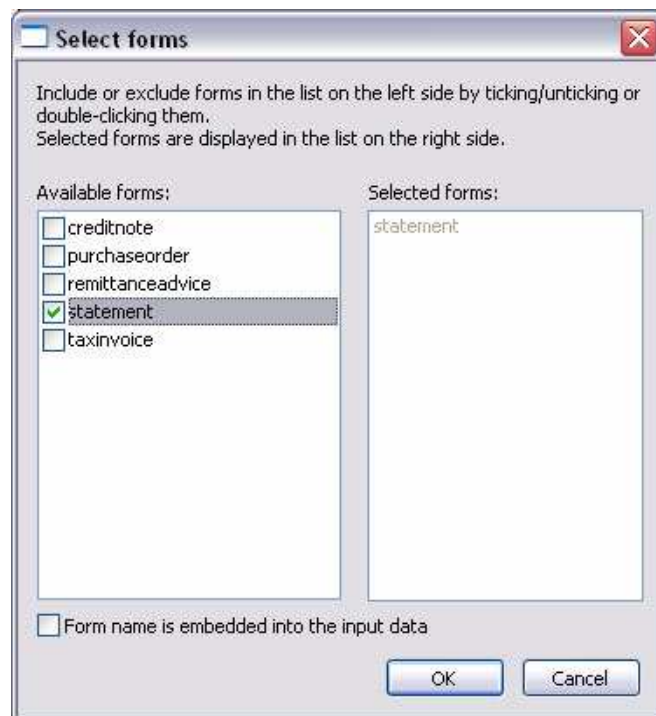 Select forms
Include or exclude forms in the list on the left side by ticking/unticking or
double-clicking them.
Selected forms are displayed in the list on the right side.
Available forms:
creditnote
purchaseorder
remittanceadvice
statement
taxinvoice
Selected forms:
statement
Form name is embedded into the input data
OK
Cancel